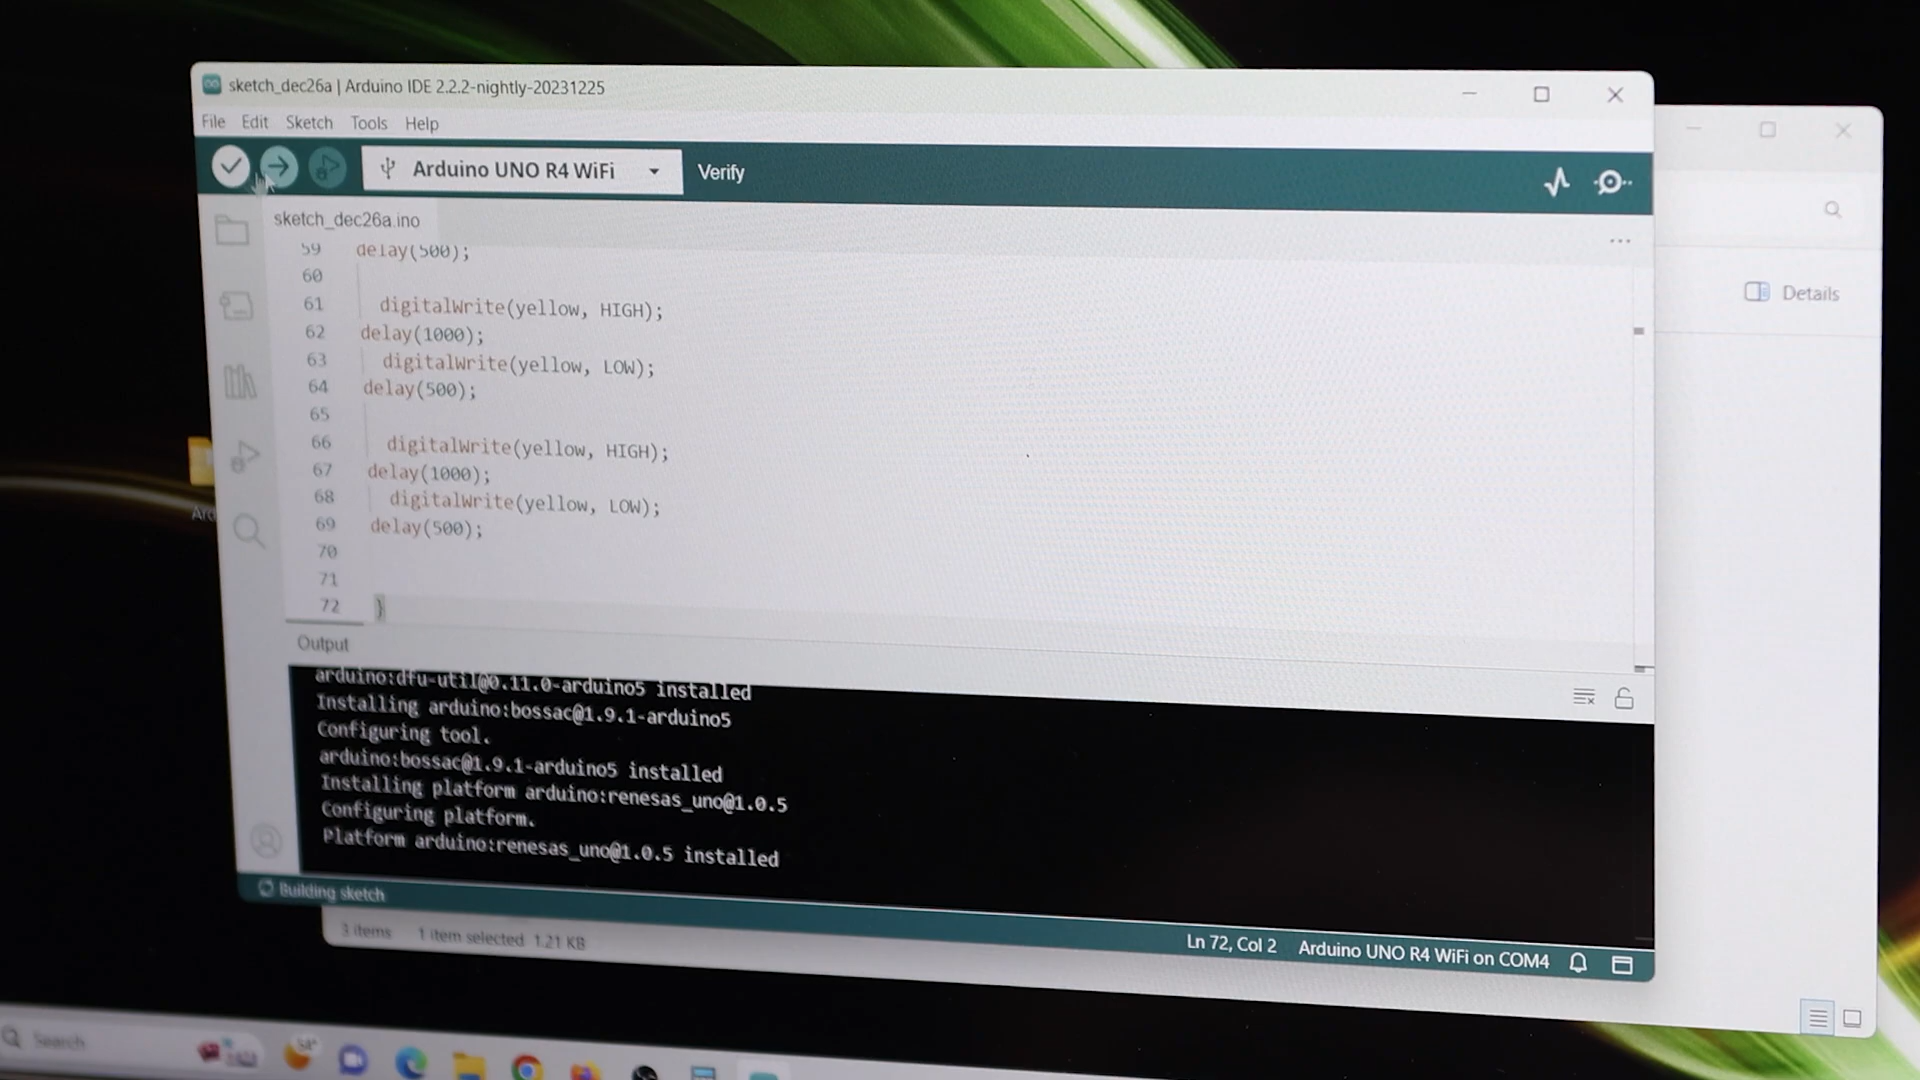 sketch_dec26a | Arduino IDE 2.2.2-nightly-20231225
File Edit Sketch Tools Help
Arduino UNO R4 WiFi Verify
sketch_dec26a.ino
59 delay(500);
60
61 digitalWrite(yellow, HIGH);
62 delay(1000);
63 digitalWrite(yellow, LOW);
64 delay(500);
65
66 digitalWrite(yellow, HIGH);
67 delay(1000);
68 digitalWrite(yellow, LOW);
69 delay(500);
70
71
72 }
Details
Output
arduino:dfu-util@0.11.0-arduino5 installed
Installing arduino:bossac@1.9.1-arduino5
Configuring tool.
arduino:bossac@1.9.1-arduino5 installed
Installing platform arduino:renesas_uno@1.0.5
Configuring platform.
Platform arduino:renesas_uno@1.0.5 installed
Building sketch
Ln 72, Col 2 Arduino UNO R4 WiFi on COM4
3 items 1 item selected 1.21 KB
Search